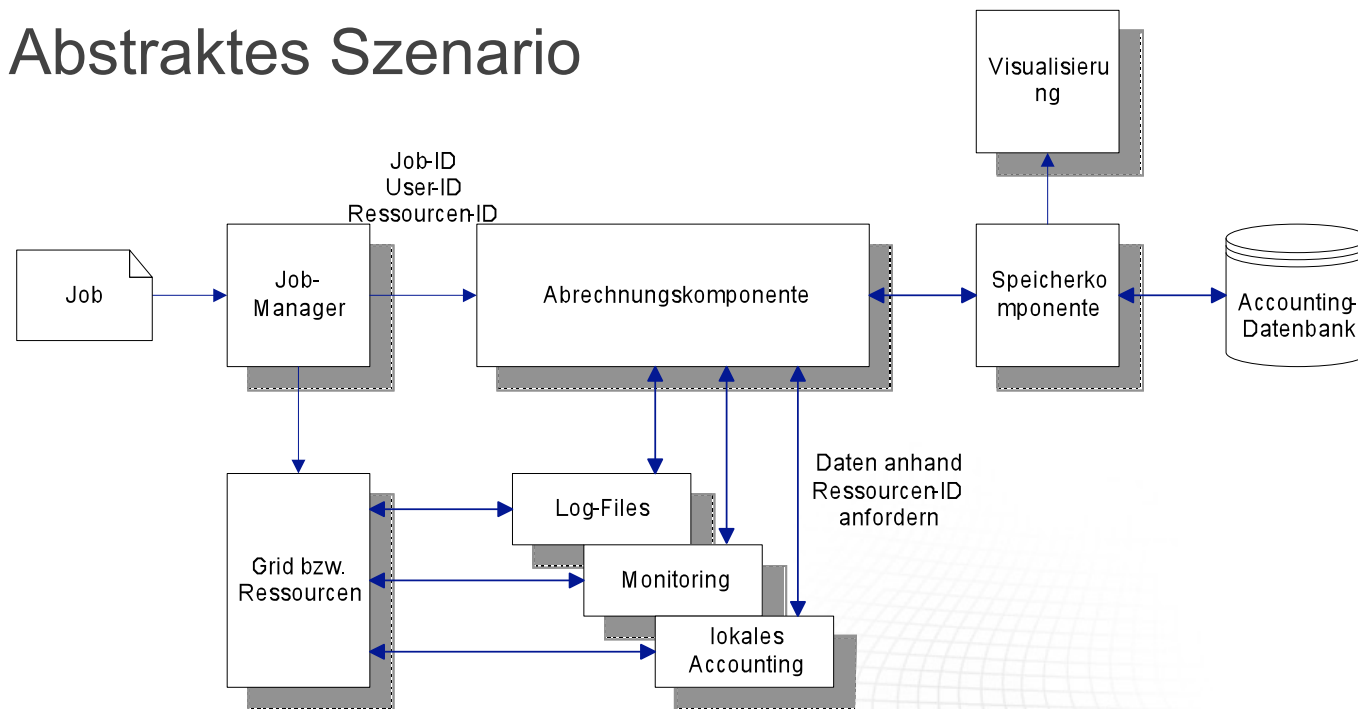 Abstraktes Szenario
Visualisieru
ng
Job-ID
User-ID
Ressourcen-ID
Job
Job-
Manager
Abrechnungskomponente
Speicherko
mponente
Accounting-
Datenbank
Daten anhand
Ressourcen-ID
anfordern
Log-Files
Grid bzw.
Ressourcen
Monitoring
lokales
Accounting